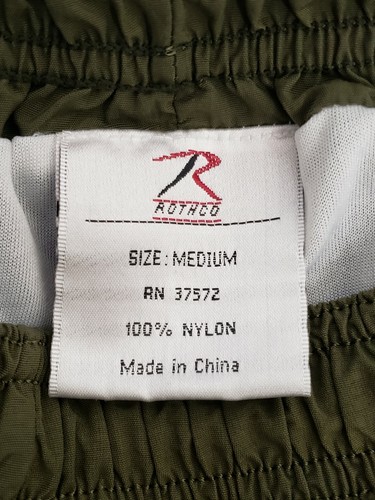 R
ROTHCO
SIZE: MEDIUM
RN 37572
100% NYLON
Made in China